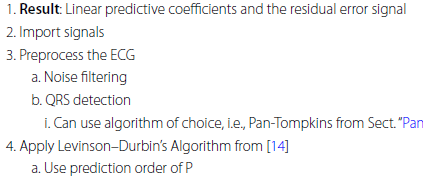 1. Result: Linear predictive coefficients and the residual error signal
2. Import signals
3. Preprocess the ECG
a. Noise filtering
b. QRS detection
i. Can use algorithm of choice, i.e., Pan-Tompkins from Sect. "Pan
4. Apply Levinson–Durbin's Algorithm from [14]
a. Use prediction order of P